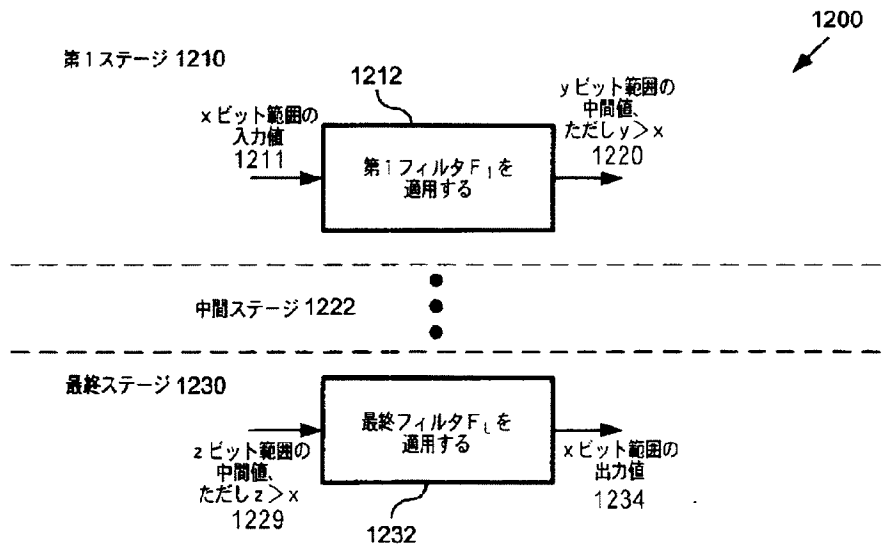 1200
第1ステージ 1210
1212
xビット範囲の
入力値
1211
第1フィルタF1を
適用する
yビット範囲の
中間値、
ただしy>x
1220
中間ステージ 1222
最終ステージ 1230
zビット範囲の
中間値、
ただしz>x
1229
最終フィルタFLを
適用する
1232
xビット範囲の
出力値
1234